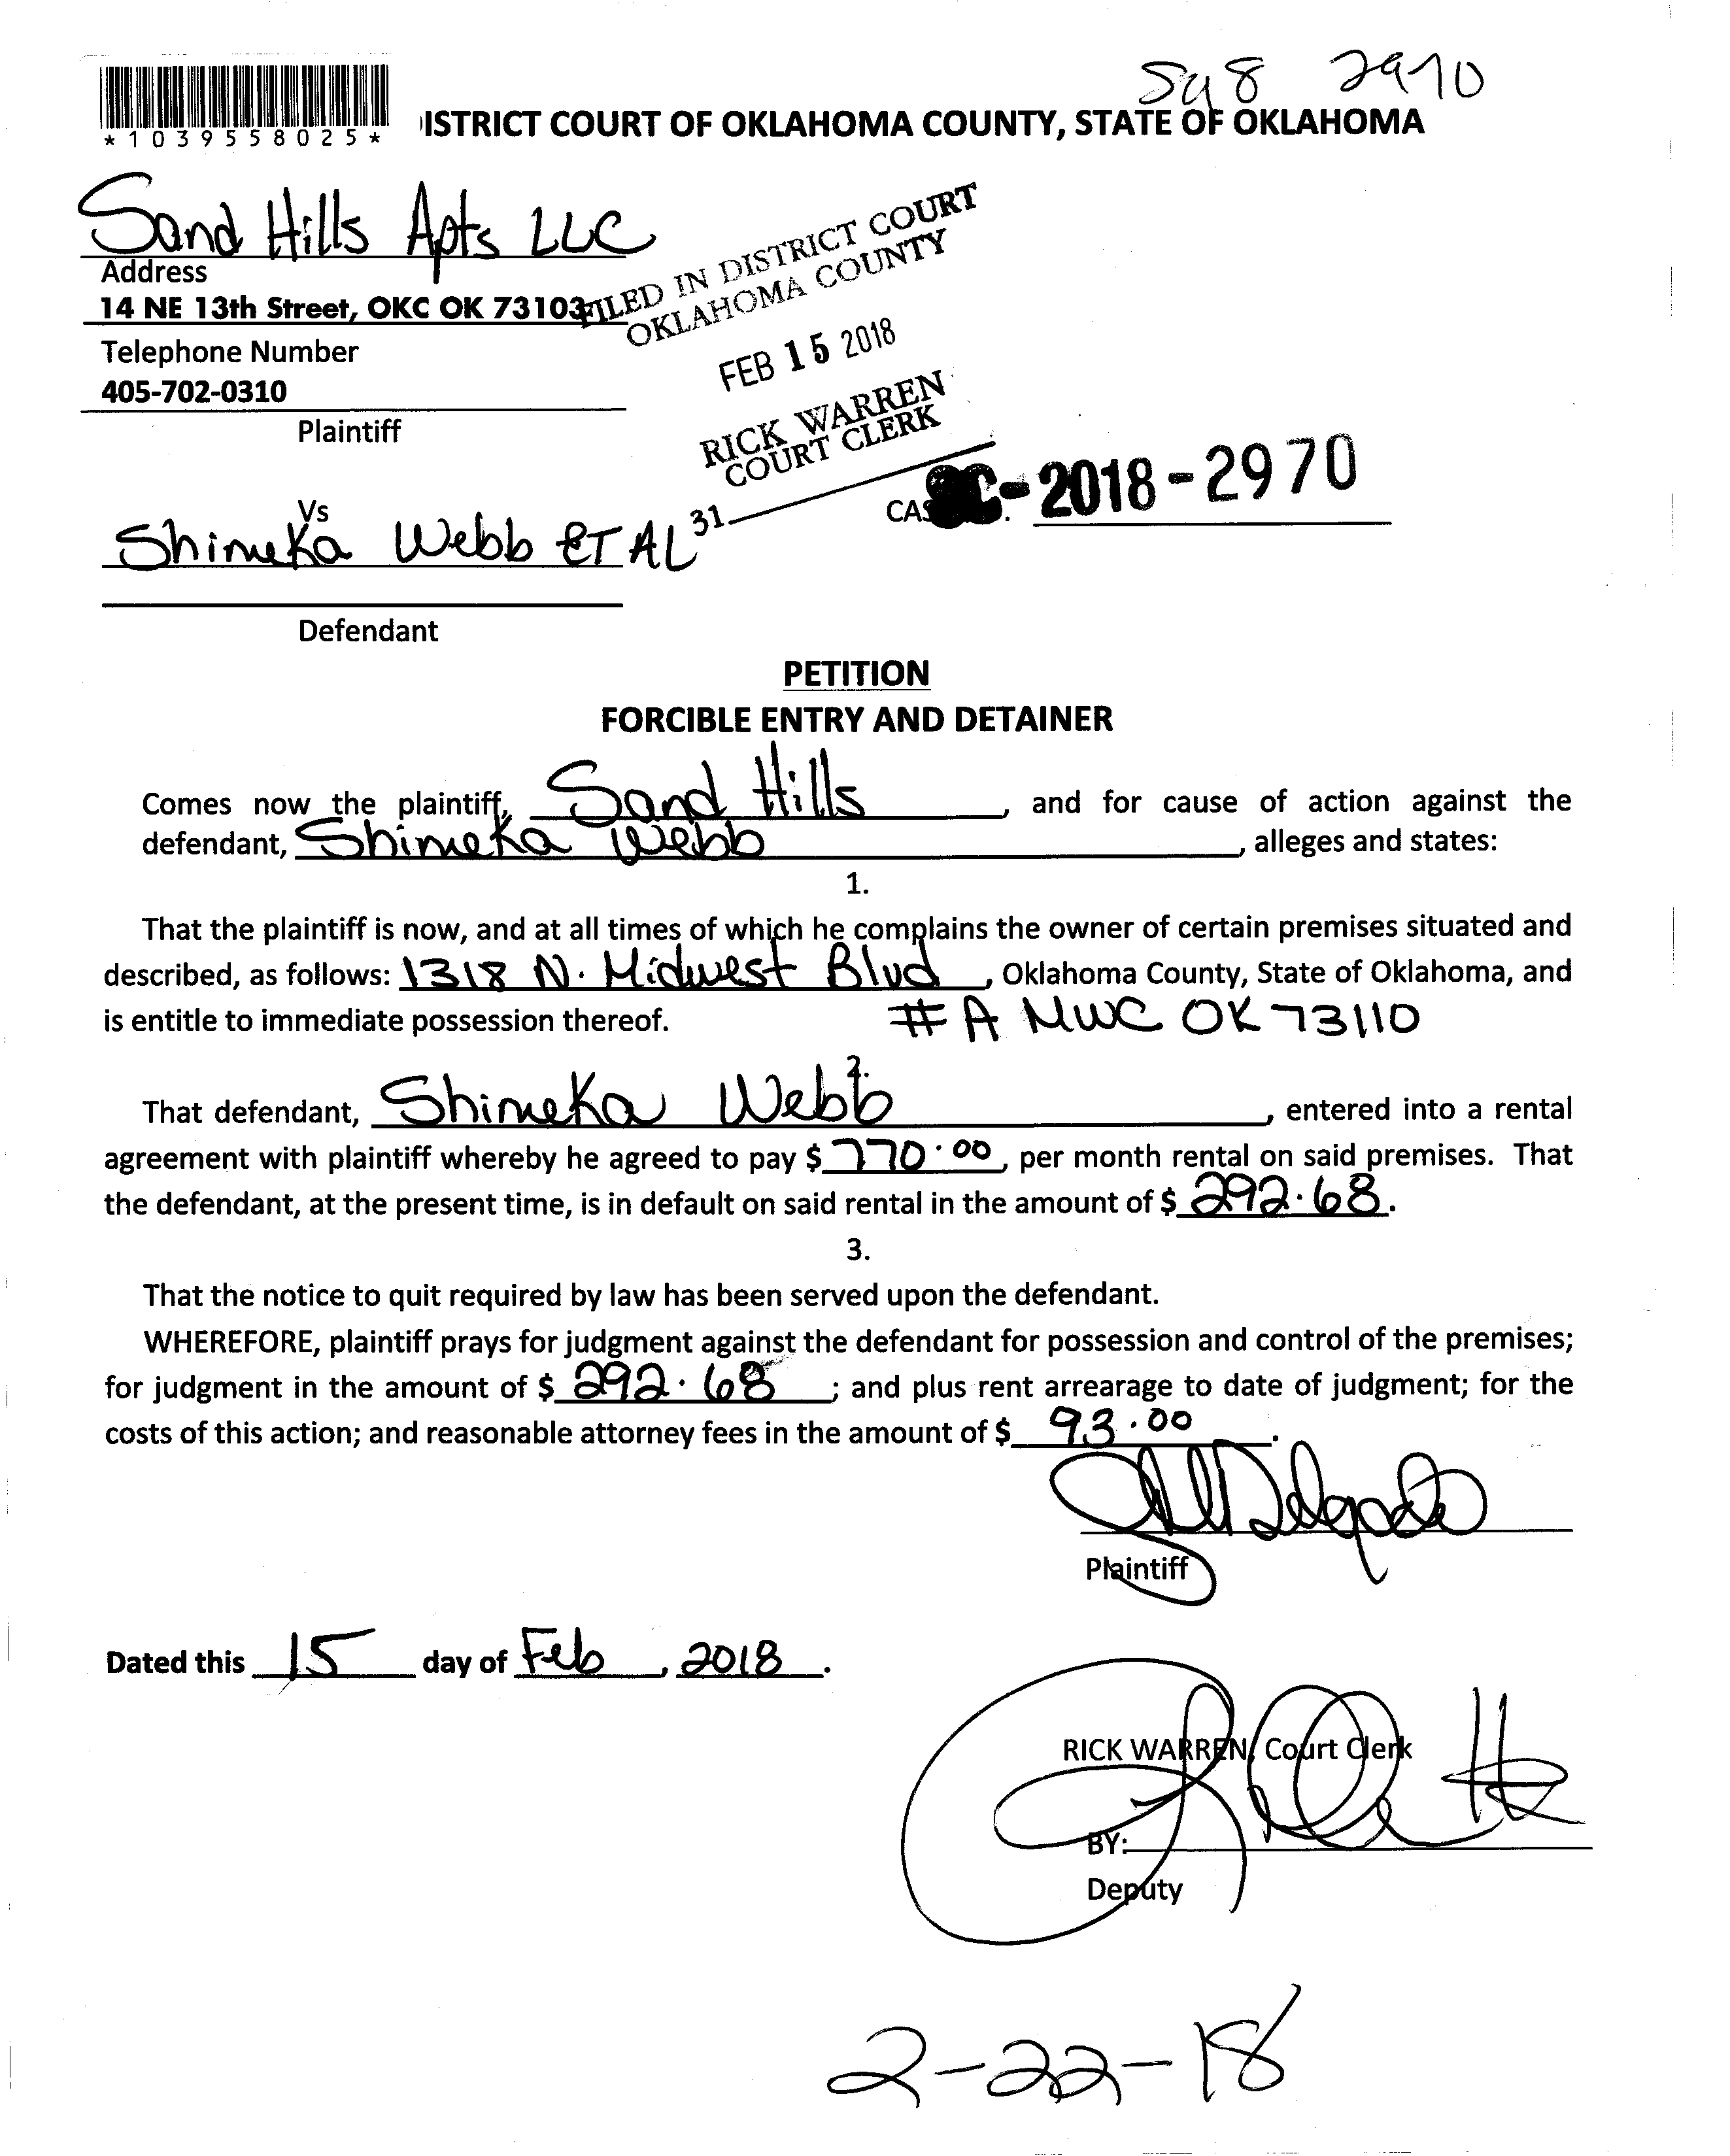 2970
*1039558025*
ISTRICT COURT OF OKLAHOMA COUNTY, STATE OF OKLAHOMA
Sand Hills Apts LLC
Address
14 NE 13th Street, OKC OK 73103
Telephone Number
405-702-0310
Plaintiff
FILED IN DISTRICT COURT
OKLAHOMA COUNTY
FEB 15 2018
RICK WARREN
COURT CLERK
31
CAS C-2018-2970
Vs
Shimeka Webb ET AL
Defendant
PETITION
FORCIBLE ENTRY AND DETAINER
Comes now the plaintiff, Sand Hills, and for cause of action against the
defendant, Shimeka Webb, alleges and states:
1.
That the plaintiff is now, and at all times of which he complains the owner of certain premises situated and
described, as follows: 1318 N. Midwest Blvd, Oklahoma County, State of Oklahoma, and
is entitle to immediate possession thereof. #A MWC OK 73110
2.
That defendant, Shimeka Webb, entered into a rental
agreement with plaintiff whereby he agreed to pay $ 770.00, per month rental on said premises. That
the defendant, at the present time, is in default on said rental in the amount of $ 292.68.
3.
That the notice to quit required by law has been served upon the defendant.
WHEREFORE, plaintiff prays for judgment against the defendant for possession and control of the premises;
for judgment in the amount of $ 292.68; and plus rent arrearage to date of judgment; for the
costs of this action; and reasonable attorney fees in the amount of $ 93.00.
Delgado
Plaintiff
Dated this 15 day of Feb, 2018.
RICK WARREN, Court Clerk
BY:
Deputy
2-22-18